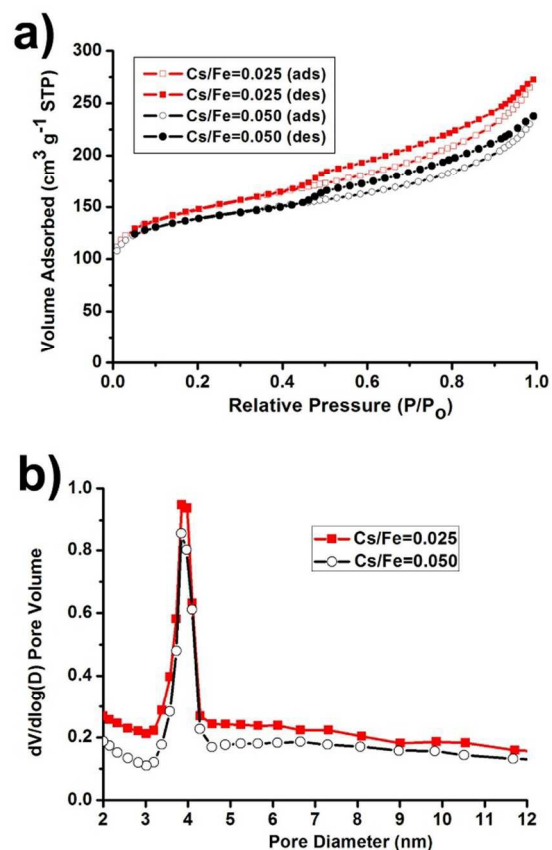 a)
300
250
200
150
100
50
0
Volume Adsorbed (cm³ g⁻¹ STP)
Cs/Fe=0.025 (ads)
Cs/Fe=0.025 (des)
Cs/Fe=0.050 (ads)
Cs/Fe=0.050 (des)
0.0 0.2 0.4 0.6 0.8 1.0
Relative Pressure (P/Po)
b)
1.0
0.8
0.6
0.4
0.2
0.0
dV/dlog(D) Pore Volume
Cs/Fe=0.025
Cs/Fe=0.050
2 3 4 5 6 7 8 9 10 11 12
Pore Diameter (nm)